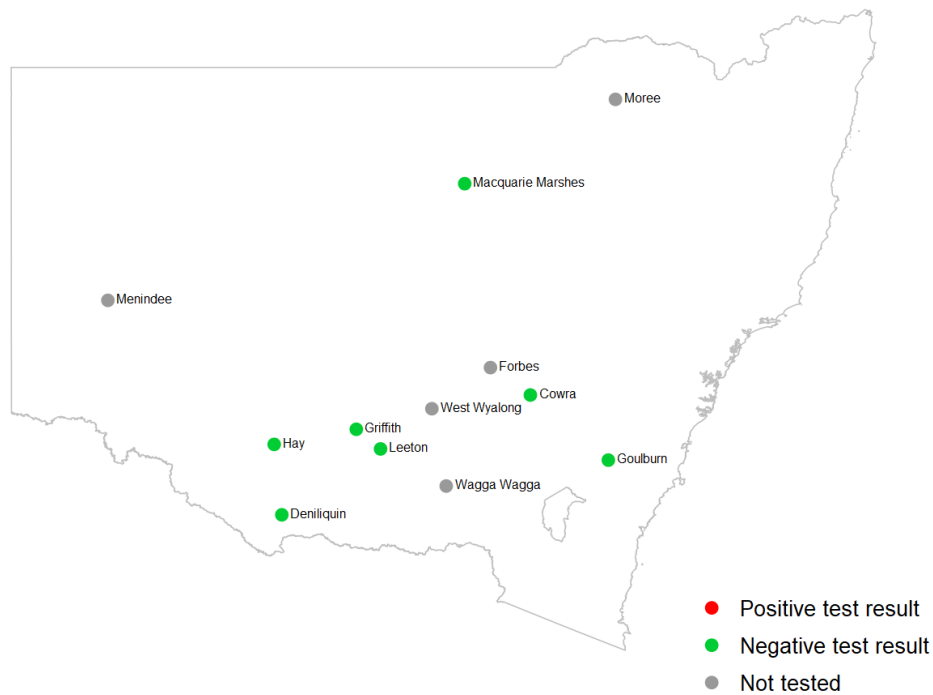 Moree
Macquarie Marshes
Menindee
Forbes
Cowra
West Wyalong
Griffith
Hay
Leeton
Goulburn
Wagga Wagga
Deniliquin
Positive test result
Negative test result
Not tested